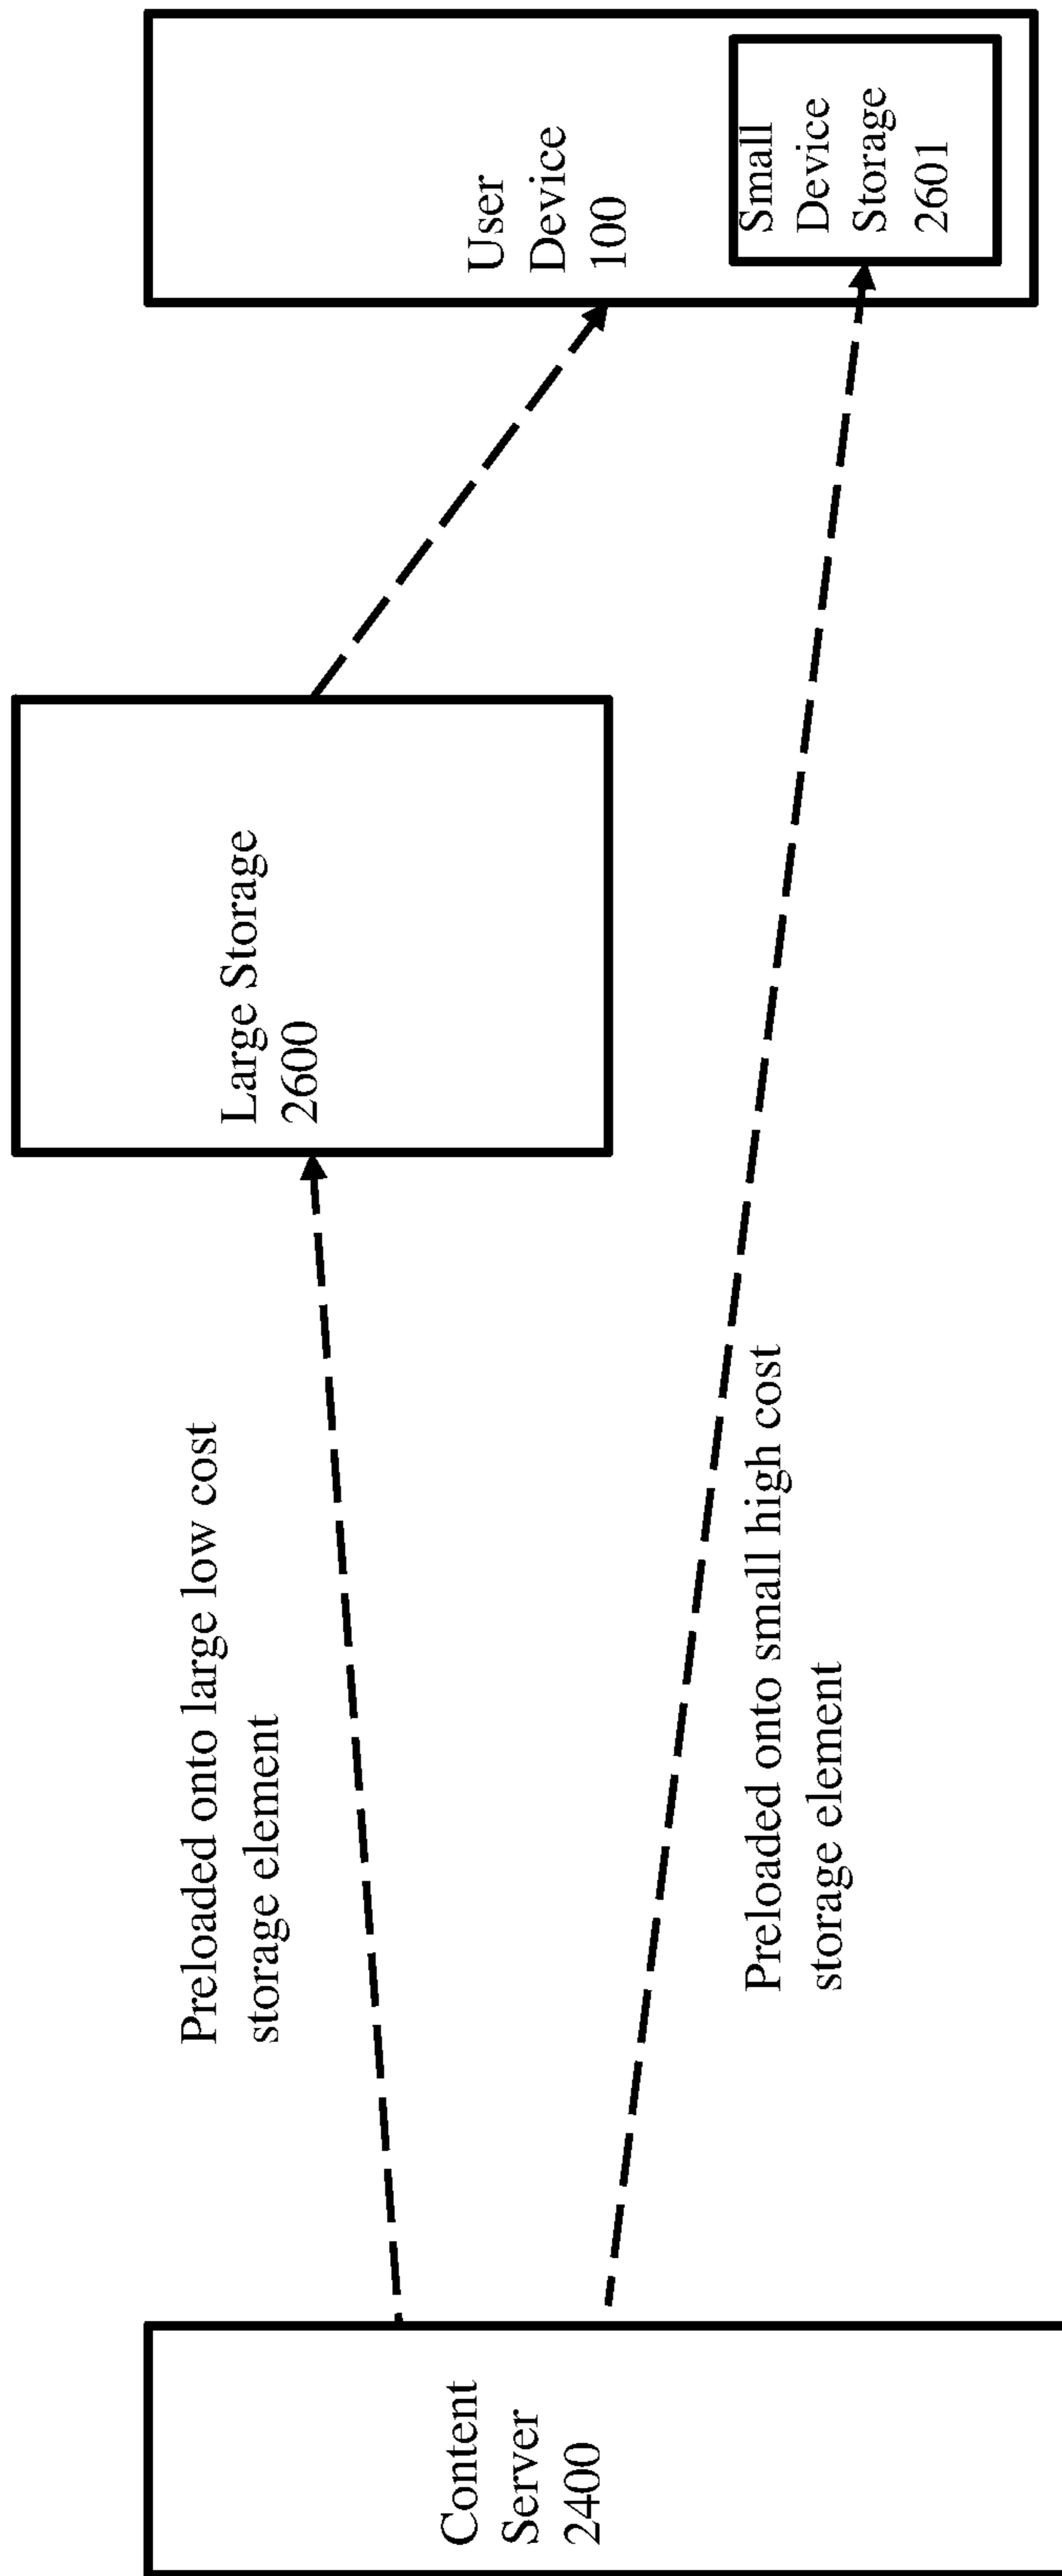 Content
Server
2400
Preloaded onto large low cost
storage element
Preloaded onto small high cost
storage element
Large Storage
2600
User
Device
100
Small
Device
Storage
2601